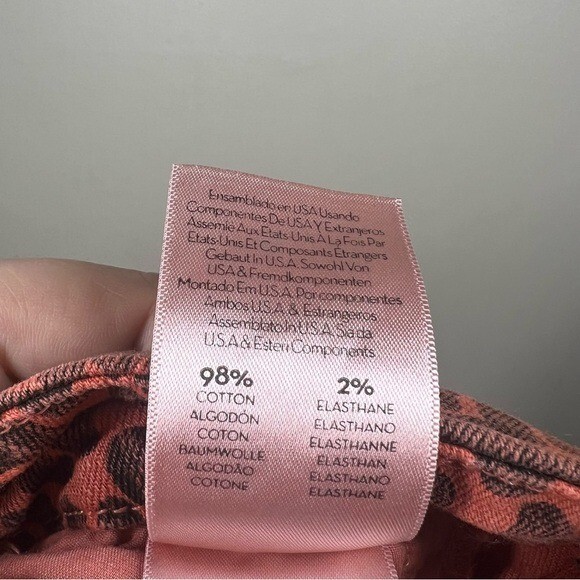 Ensamblado en USA Usando
Componentes De USA Y Extranjeros
Assemlé Aux Etats-Unis A La Fois Par
Etats-Unis Et Composants Etrangers
Gebaut In U.S.A. Sowohl Von
USA & Fremdkomponenten
Montado Em U.S.A. Por componentes
Ambos U.S.A & Estrangeiros
Assemblato In U.S.A. Sia da
U.S.A & Esteri Components
98% 2%
COTTON ELASTHANE
ALGODÓN ELASTHANO
COTON ELASTHANNE
BAUMWOLLE ELASTHAN
ALGODÃO ELASTHANO
COTONE ELASTHANE